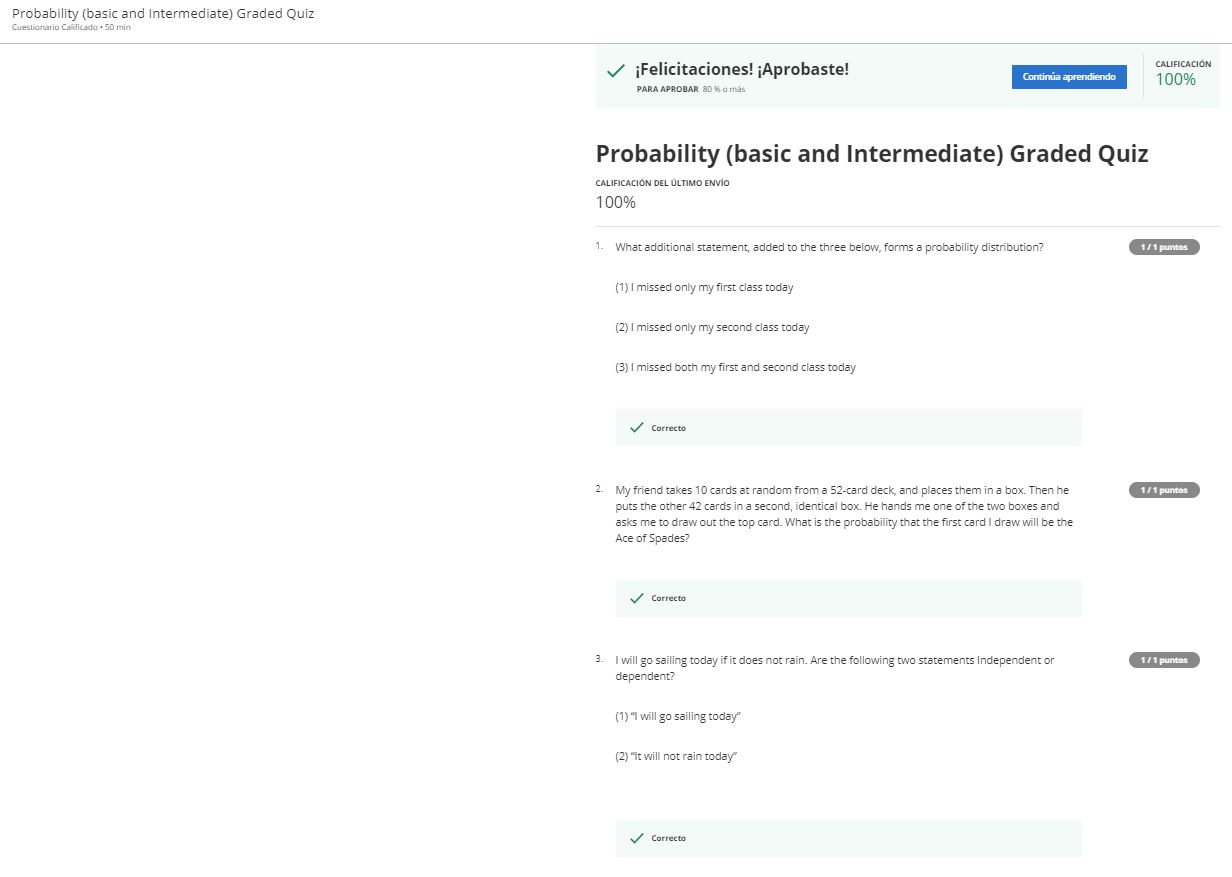 Probability (basic and Intermediate) Graded Quiz
Cuestionario Calificado • 50 min
¡Felicitaciones! ¡Aprobaste!
PARA APROBAR 80 % o más
Continúa aprendiendo
CALIFICACIÓN
100%
Probability (basic and Intermediate) Graded Quiz
CALIFICACIÓN DEL ÚLTIMO ENVÍO
100%
1. What additional statement, added to the three below, forms a probability distribution?
1 / 1 puntos
(1) I missed only my first class today
(2) I missed only my second class today
(3) I missed both my first and second class today
Correcto
2. My friend takes 10 cards at random from a 52-card deck, and places them in a box. Then he
puts the other 42 cards in a second, identical box. He hands me one of the two boxes and
asks me to draw out the top card. What is the probability that the first card I draw will be the
Ace of Spades?
1 / 1 puntos
Correcto
3. I will go sailing today if it does not rain. Are the following two statements Independent or
dependent?
1 / 1 puntos
(1) “I will go sailing today”
(2) “It will not rain today”
Correcto